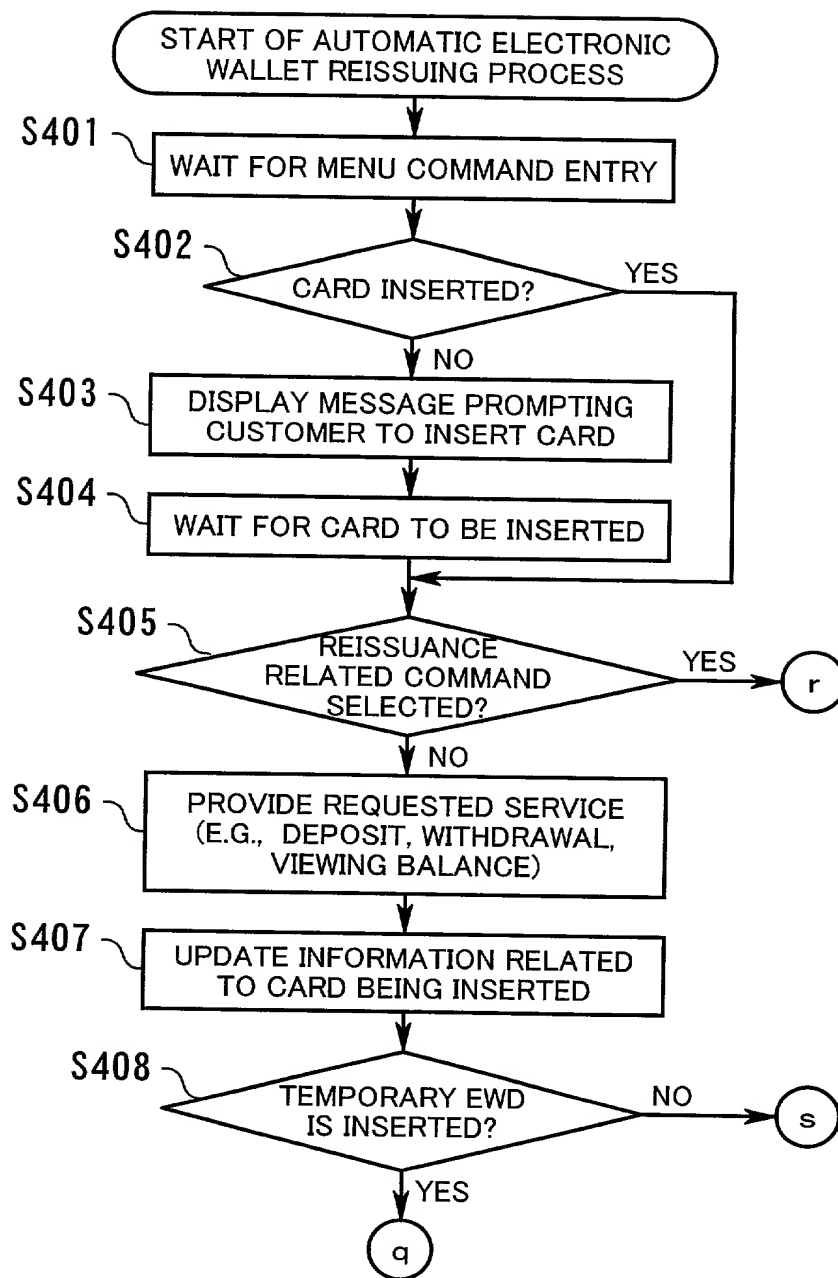 START OF AUTOMATIC ELECTRONIC
WALLET REISSUING PROCESS
S401
WAIT FOR MENU COMMAND ENTRY
S402
CARD INSERTED?
YES
NO
S403
DISPLAY MESSAGE PROMPTING
CUSTOMER TO INSERT CARD
S404
WAIT FOR CARD TO BE INSERTED
S405
REISSUANCE
RELATED COMMAND
SELECTED?
YES
r
NO
S406
PROVIDE REQUESTED SERVICE
(E.G., DEPOSIT, WITHDRAWAL,
VIEWING BALANCE)
S407
UPDATE INFORMATION RELATED
TO CARD BEING INSERTED
S408
TEMPORARY EWD
IS INSERTED?
NO
s
YES
q